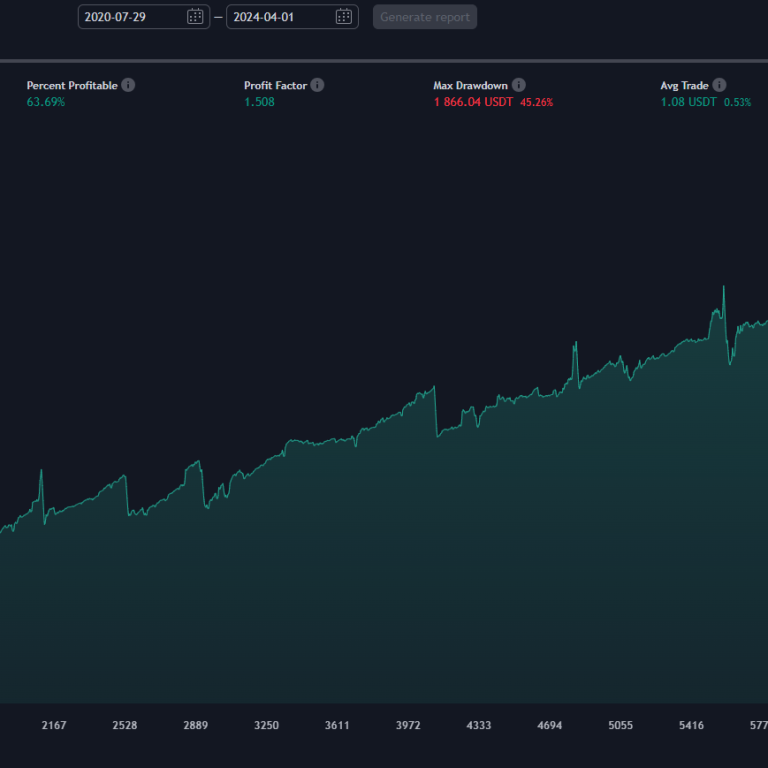 2020-07-29 — 2024-04-01 Generate report
Percent Profitable Profit Factor Max Drawdown Avg Trade
63.69% 1.508 1 866.04 USDT 45.26% 1.08 USDT 0.53%
2167 2528 2889 3250 3611 3972 4333 4694 5055 5416 577